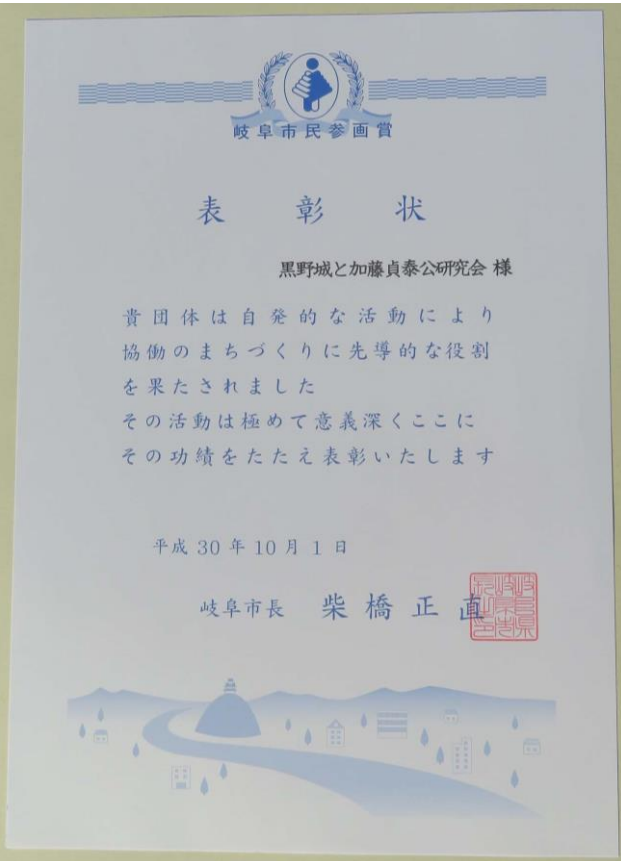 岐阜市民参画賞
表彰状
黒野城と加藤貞泰公研究会 様
貴団体は自発的な活動により
協働のまちづくりに先導的な役割
を果たされました
その活動は極めて意義深くここに
その功績をたたえ表彰いたします
平成30年10月1日
岐阜市長 柴橋正直